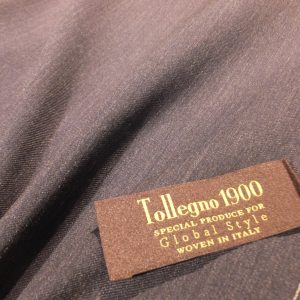 Tollegno 1900
SPECIAL PRODUCE FOR
Global Style
WOVEN IN ITALY